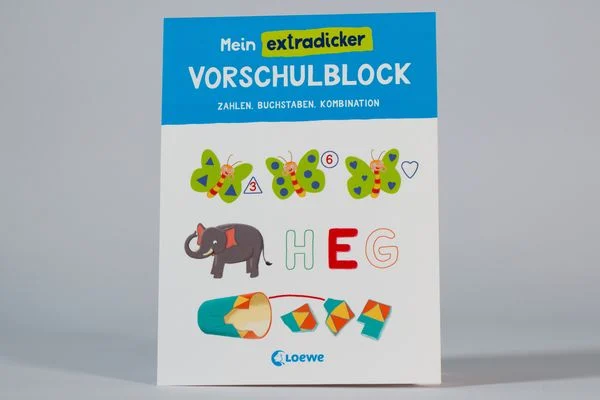 Mein extradicker
VORSCHULBLOCK
ZAHLEN, BUCHSTABEN, KOMBINATION
3
6
H E G
Loewe